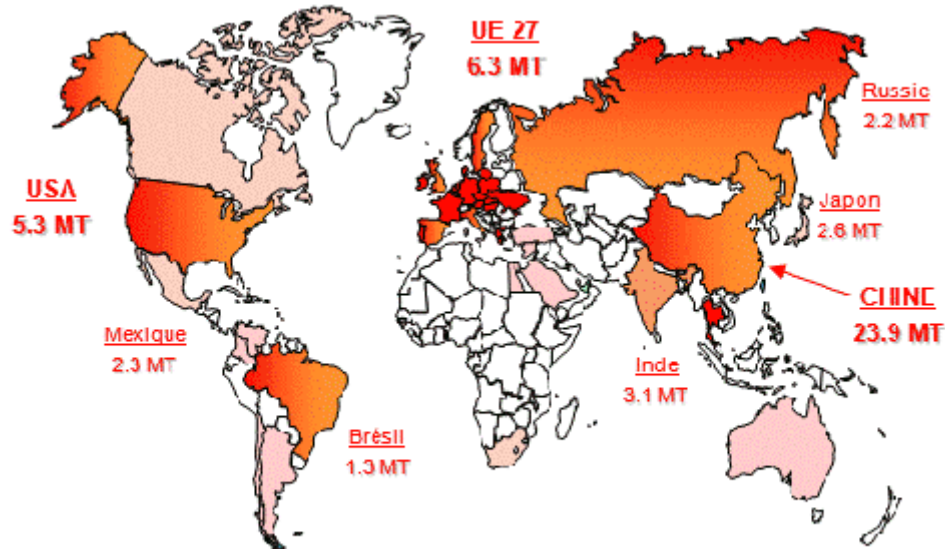 UE 27
6.3 MT
Russie
2.2 MT
USA
5.3 MT
Japon
2.6 MT
CHINE
23.9 MT
Mexique
2.3 MT
Inde
3.1 MT
Brésil
1.3 MT